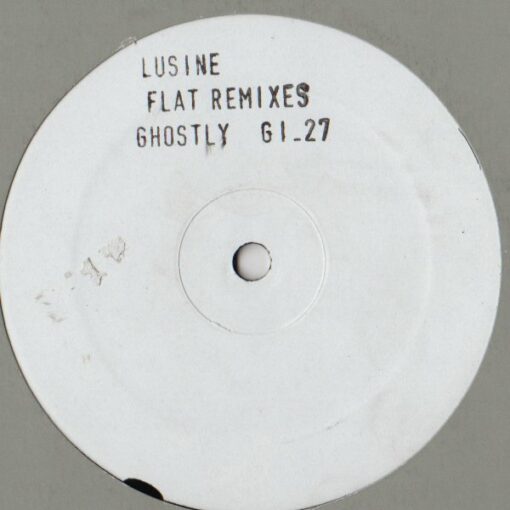 LUSINE
FLAT REMIXES
GHOSTLY GI_27